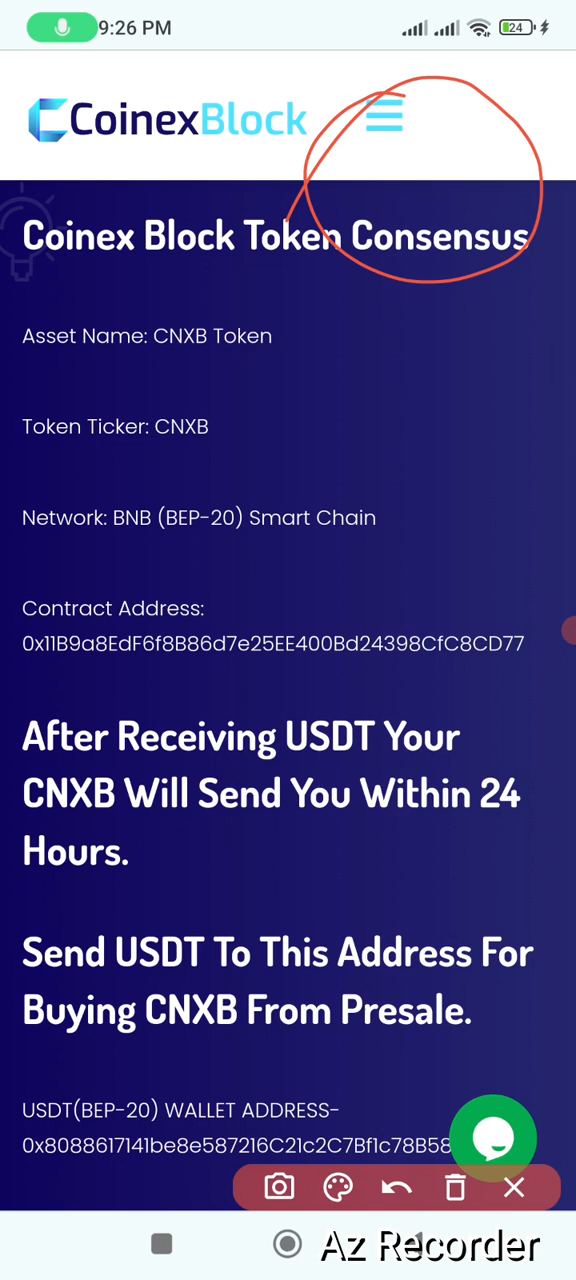 9:26 PM
24
CoinexBlock
Coinex Block Token Consensus
Asset Name: CNXB Token
Token Ticker: CNXB
Network: BNB (BEP-20) Smart Chain
Contract Address:
0x11B9a8EdF6f8B86d7e25EE400Bd24398CfC8CD77
After Receiving USDT Your
CNXB Will Send You Within 24
Hours.
Send USDT To This Address For
Buying CNXB From Presale.
USDT(BEP-20) WALLET ADDRESS-
Az Recorder